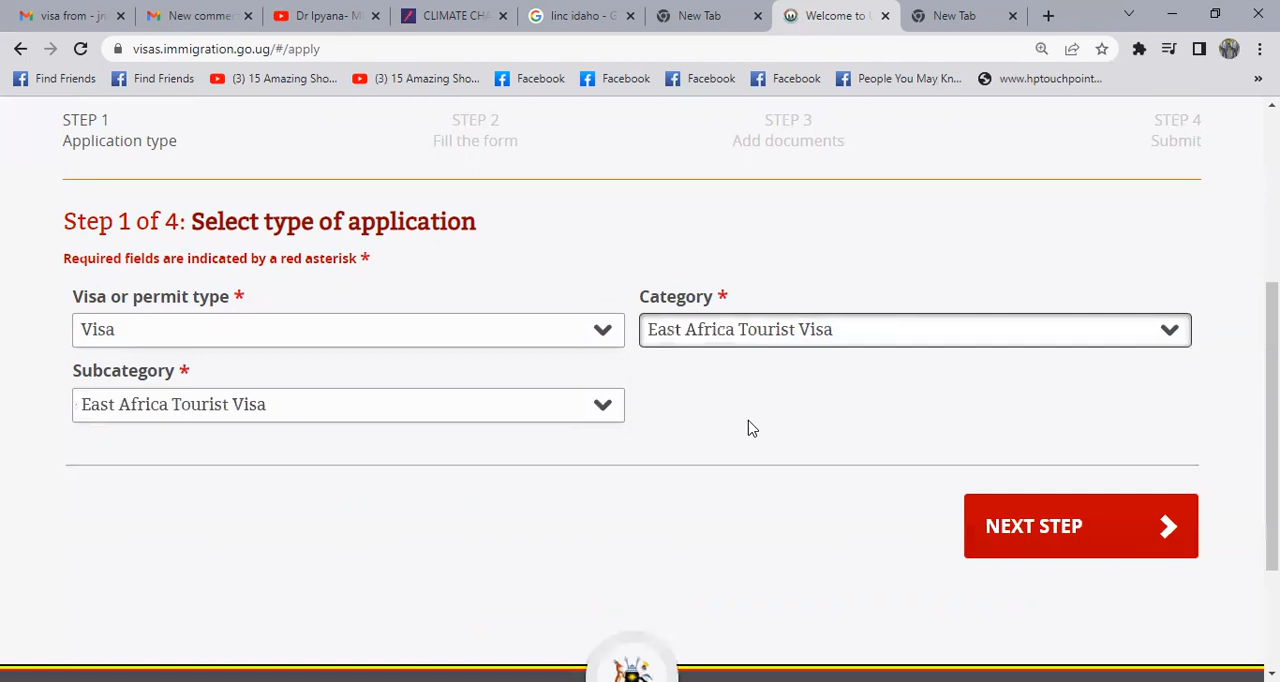 visa from - jn
New commer
Dr Ipyana- M
CLIMATE CHA
linc idaho - G
New Tab
Welcome to U
New Tab
visas.immigration.go.ug/#/apply
Find Friends
Find Friends
(3) 15 Amazing Sho...
(3) 15 Amazing Sho...
Facebook
Facebook
Facebook
Facebook
People You May Kn...
www.hptouchpoint...
»
STEP 1
Application type
STEP 2
Fill the form
STEP 3
Add documents
STEP 4
Submit
Step 1 of 4: Select type of application
Required fields are indicated by a red asterisk *
Visa or permit type *
Category *
Visa
East Africa Tourist Visa
Subcategory *
East Africa Tourist Visa
NEXT STEP